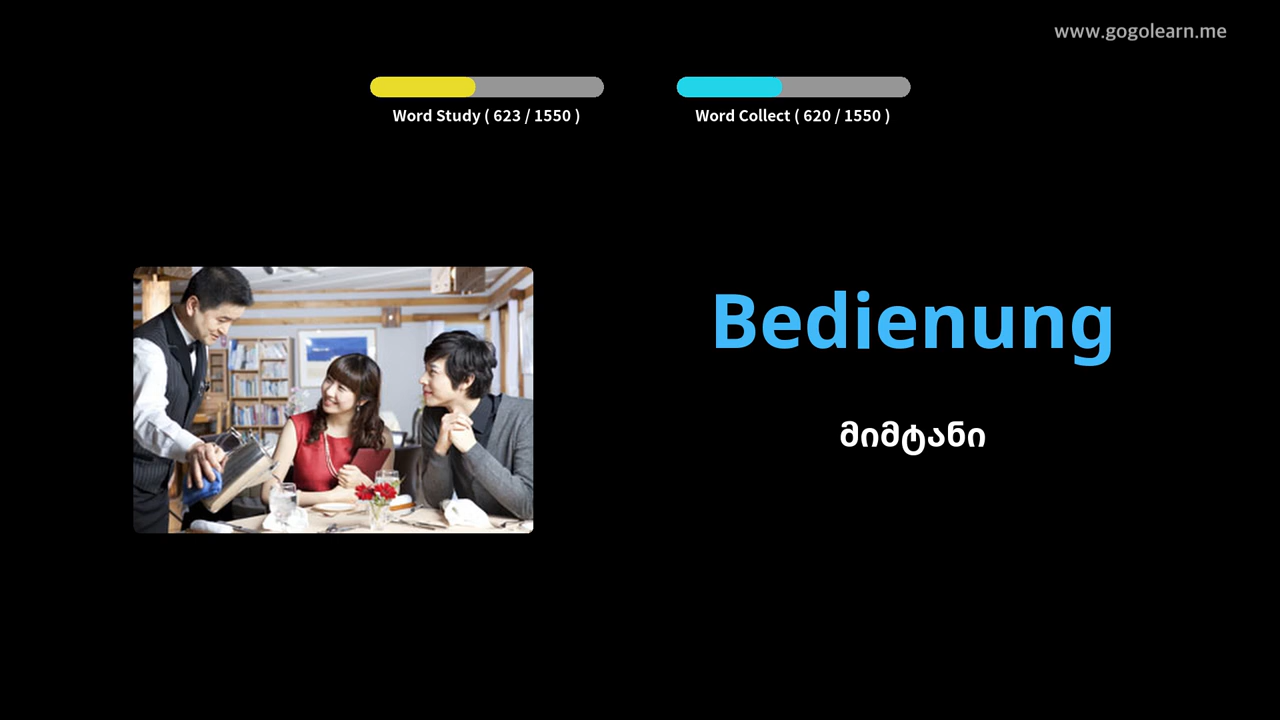 www.gogolearn.me
Word Study ( 623 / 1550 )
Word Collect ( 620 / 1550 )
Bedienung
მიმტანი